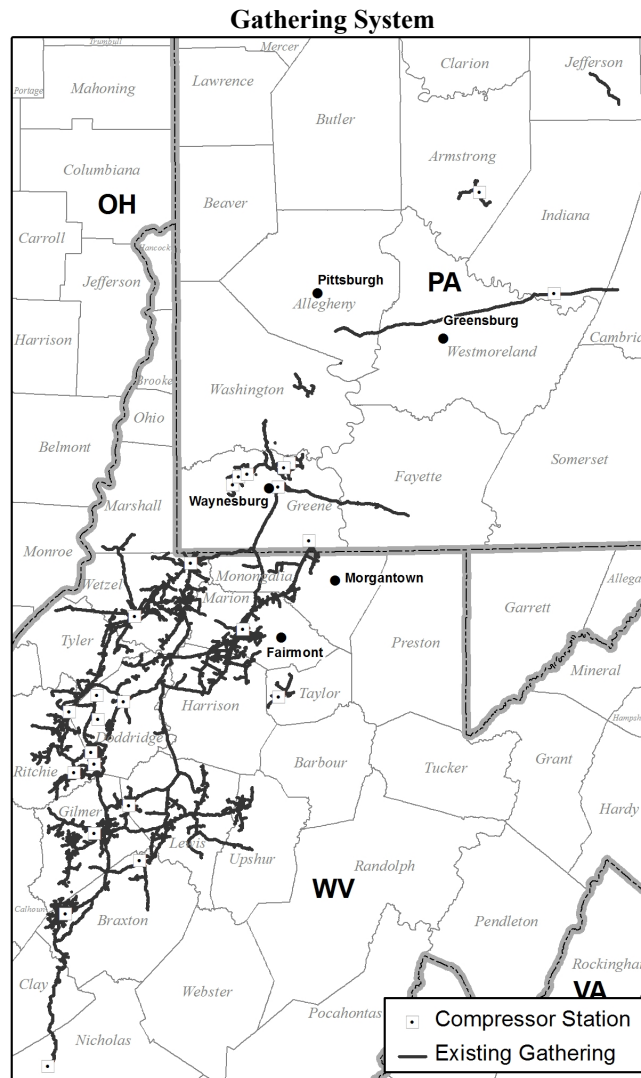 Gathering System
Trumbull
Mercer
Clarion
Jefferson
Lawrence
Portage
Mahoning
Butler
Armstrong
Columbiana
Beaver
Indiana
OH
Carroll
Hancock
Jefferson
Pittsburgh
PA
Allegheny
Greensburg
Harrison
Westmoreland
Cambria
Brooke
Washington
Ohio
Belmont
Somerset
Fayette
Marshall
Waynesburg
Greene
Monroe
Wetzel
Monongalia
Morgantown
Marion
Garrett
Allega
Tyler
Fairmont
Preston
Mineral
Harrison
Taylor
Hampsh
Doddridge
Barbour
Tucker
Grant
Ritchie
Hardy
Gilmer
Lewis
Upshur
Randolph
WV
Calhoun
Braxton
Pendleton
Rockingham
Clay
Webster
VA
Pocahontas
Nicholas
Compressor Station
Existing Gathering